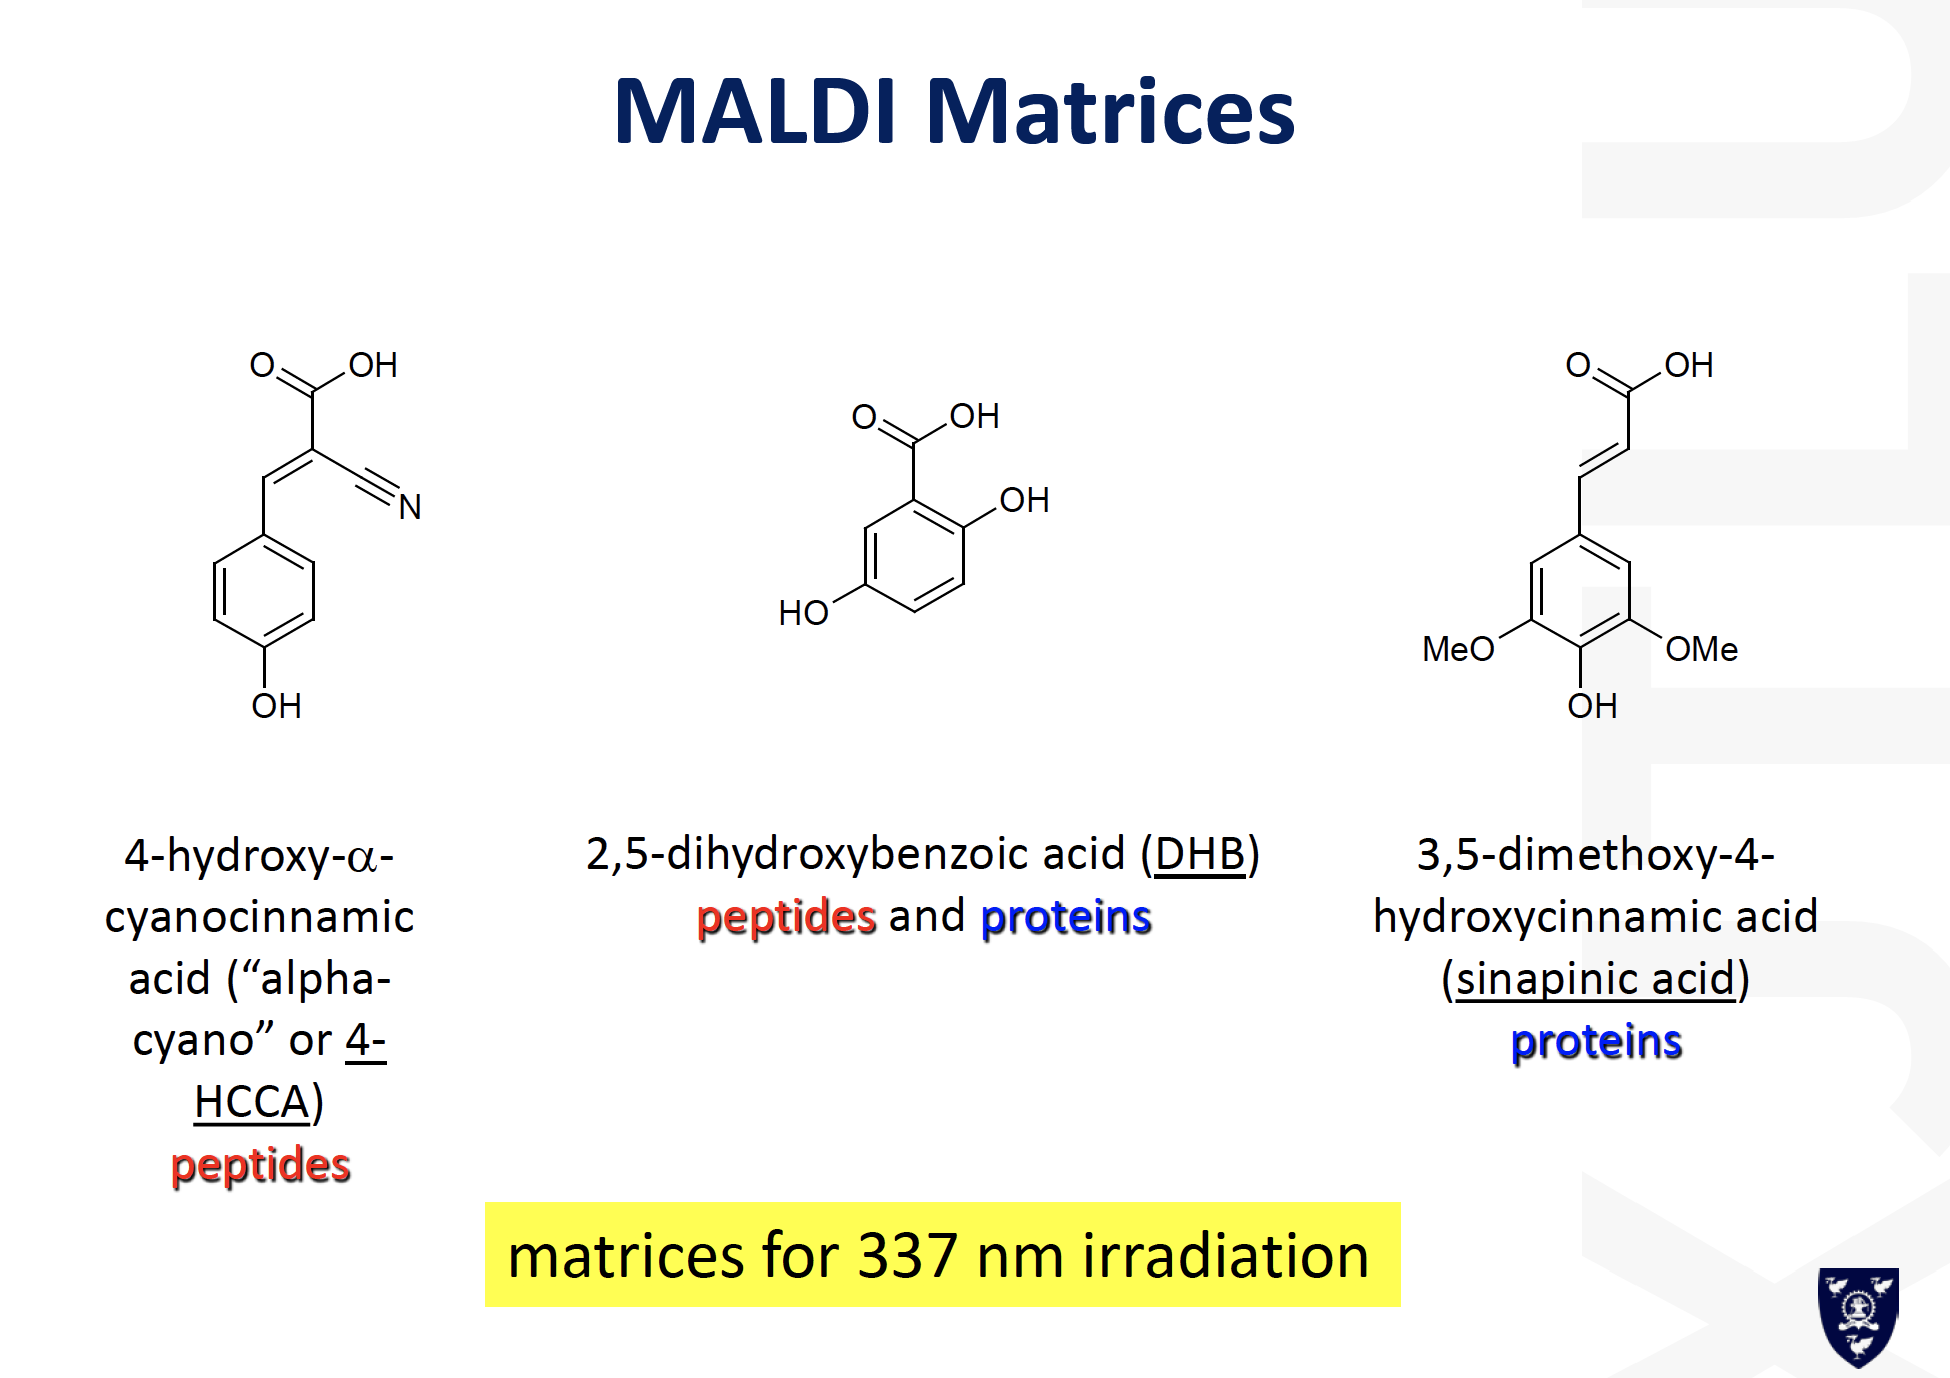 MALDI Matrices
O OH
N
OH
O OH
OH
HO
O OH
MeO OMe
OH
4-hydroxy-α-
cyanocinnamic
acid (“alpha-
cyano” or 4-
HCCA)
peptides
2,5-dihydroxybenzoic acid (DHB)
peptides and proteins
3,5-dimethoxy-4-
hydroxycinnamic acid
(sinapinic acid)
proteins
matrices for 337 nm irradiation